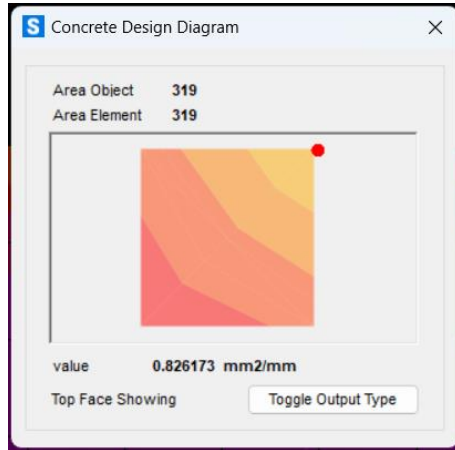 S Concrete Design Diagram
Area Object 319
Area Element 319
value 0.826173 mm2/mm
Top Face Showing Toggle Output Type